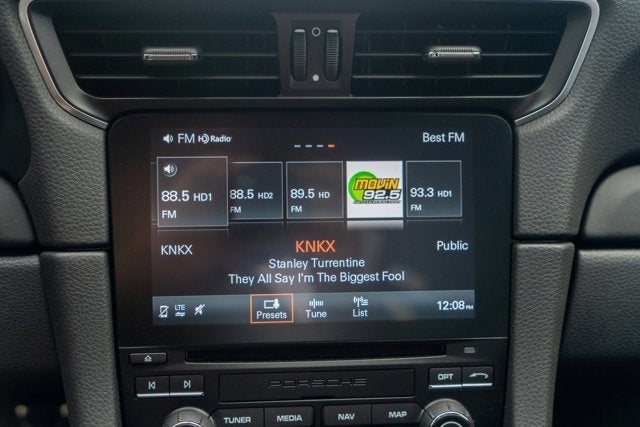 FM HD Radio Best FM
88.5 HD1 88.5 HD2 89.5 HD MOViN 92.5 93.3 HD1
FM FM FM FM
KNKX KNKX Public
Stanley Turrentine
They All Say I'm The Biggest Fool
LTE Presets Tune List 12:08 PM
OPT
PORSCHE
TUNER MEDIA NAV MAP